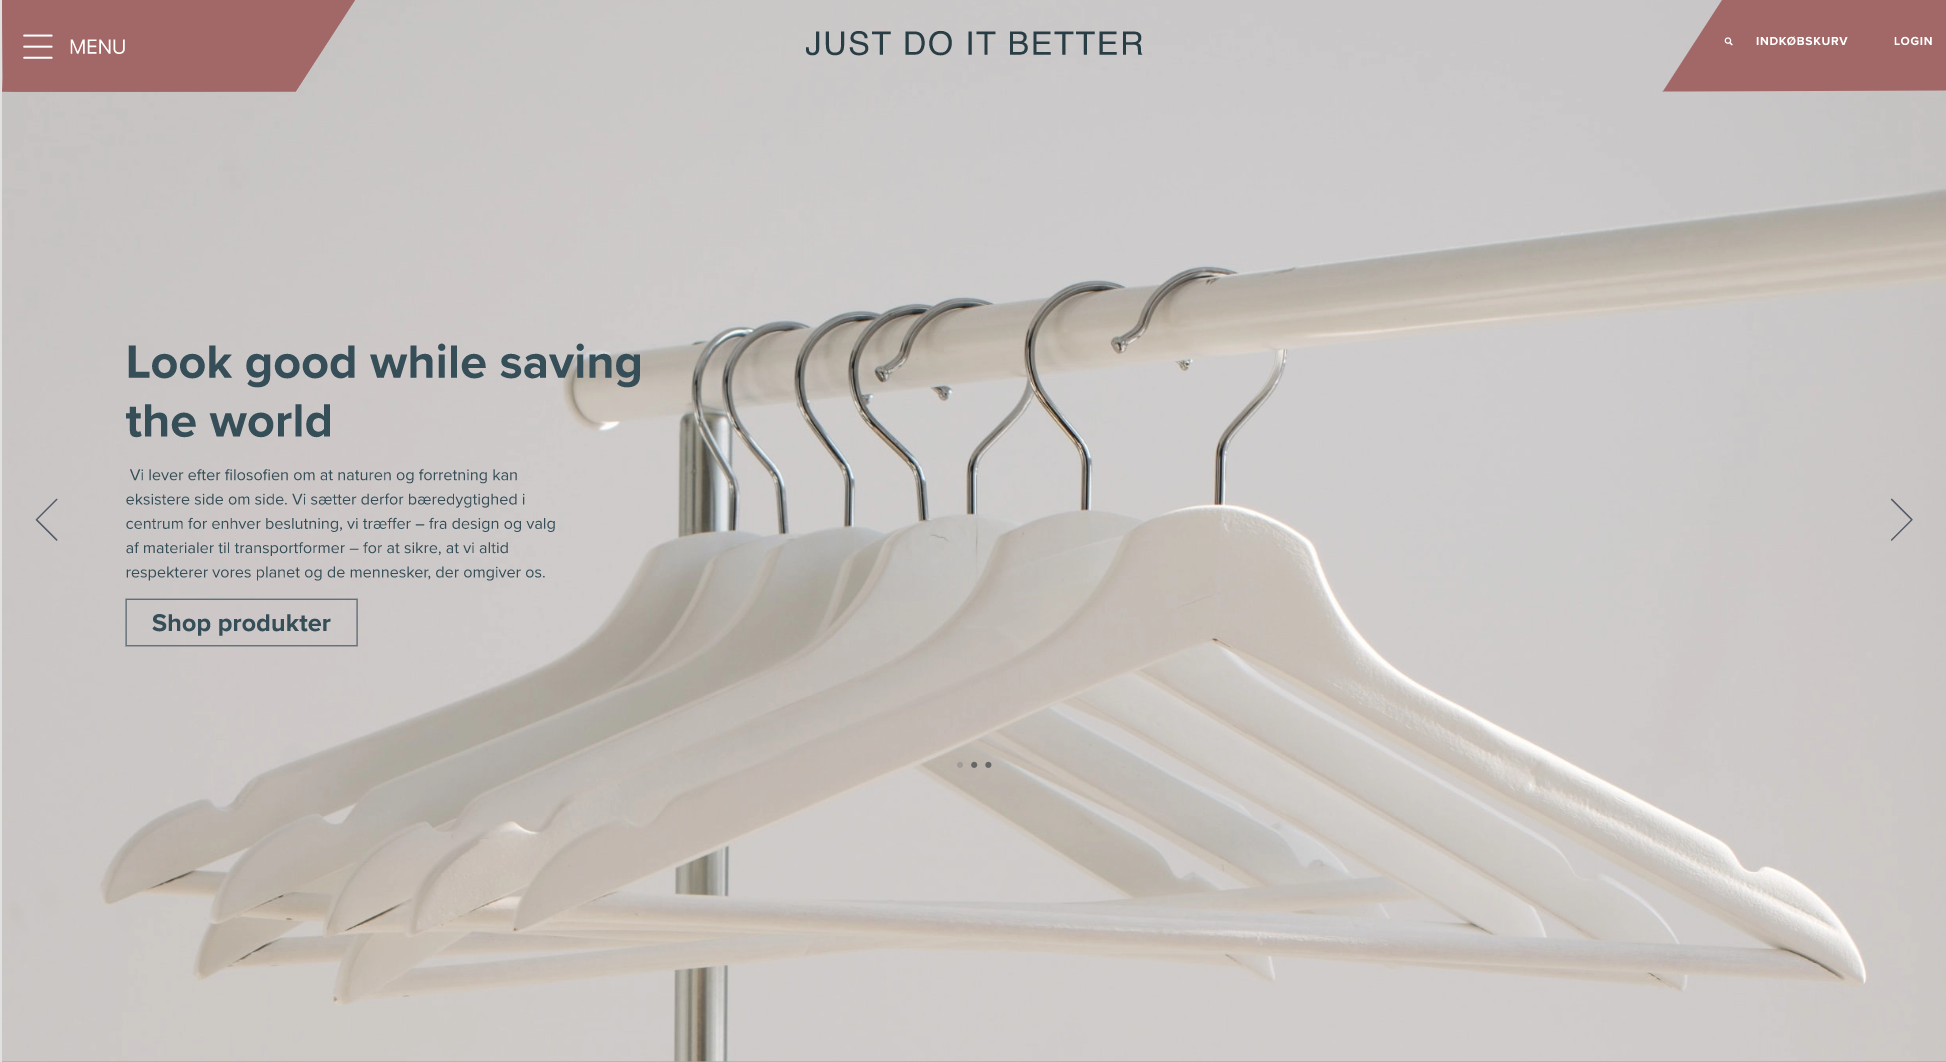 MENU
JUST DO IT BETTER
INDKØBSKURV
LOGIN
Look good while saving
the world
Vi lever efter filosofien om at naturen og forretning kan
eksistere side om side. Vi sætter derfor bæredygtighed i
centrum for enhver beslutning, vi træffer – fra design og valg
af materialer til transportformer – for at sikre, at vi altid
respekterer vores planet og de mennesker, der omgiver os.
Shop produkter